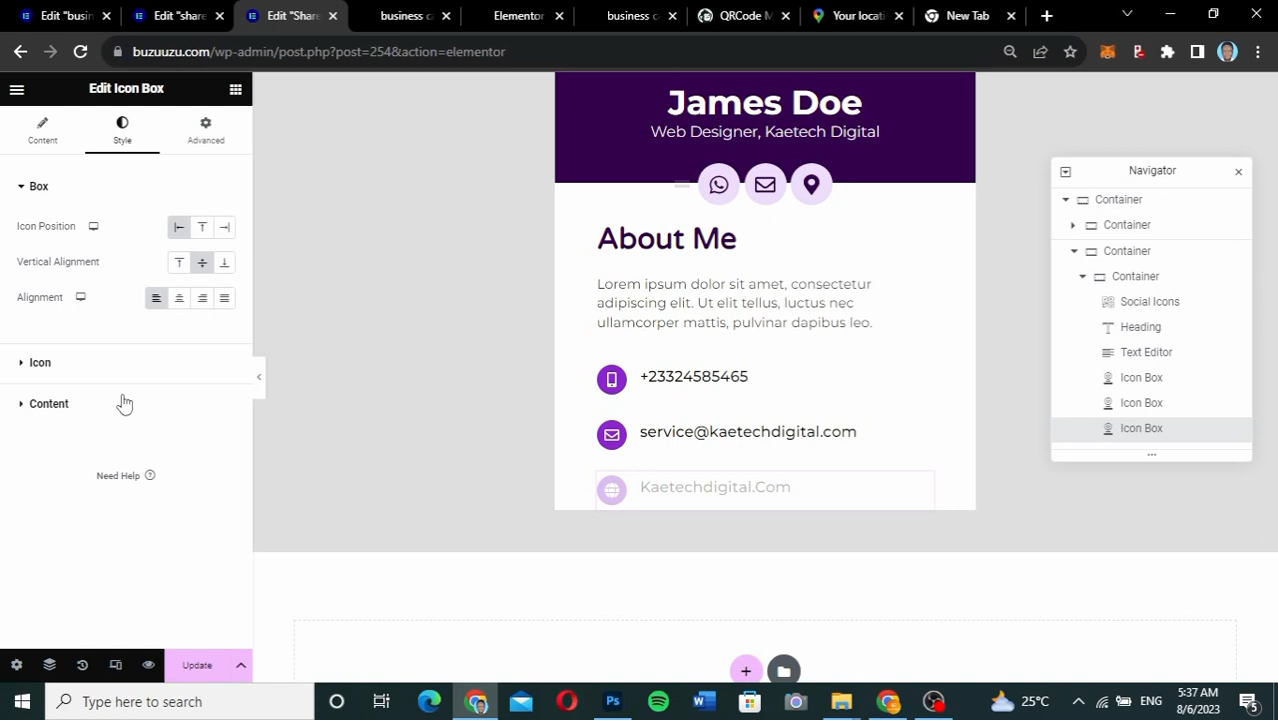 Edit "busin
Edit "share
Edit "Share
business ca
Elementor
business ca
QRCode M
Your locati
New Tab
buzuuzu.com/wp-admin/post.php?post=254&action=elementor
Edit Icon Box
Content
Style
Advanced
Box
Icon Position
Vertical Alignment
Alignment
Icon
Content
Need Help
Update
James Doe
Web Designer, Kaetech Digital
About Me
Lorem ipsum dolor sit amet, consectetur
adipiscing elit. Ut elit tellus, luctus nec
ullamcorper mattis, pulvinar dapibus leo.
+23324585465
service@kaetechdigital.com
Kaetechdigital.Com
Navigator
Container
Container
Container
Container
Social Icons
Heading
Text Editor
Icon Box
Icon Box
Icon Box
Type here to search
25°C
ENG
5:37 AM
8/6/2023
5